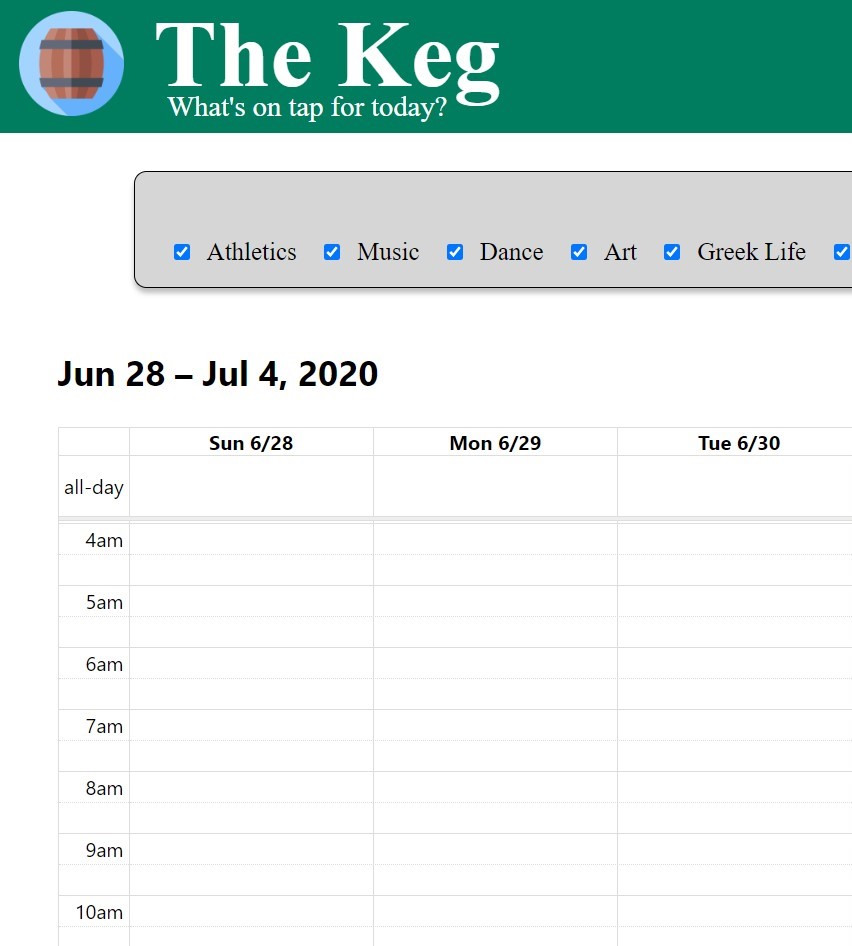 The Keg
What's on tap for today?
Athletics Music Dance Art Greek Life
Jun 28 – Jul 4, 2020
Sun 6/28 Mon 6/29 Tue 6/30
all-day
4am
5am
6am
7am
8am
9am
10am